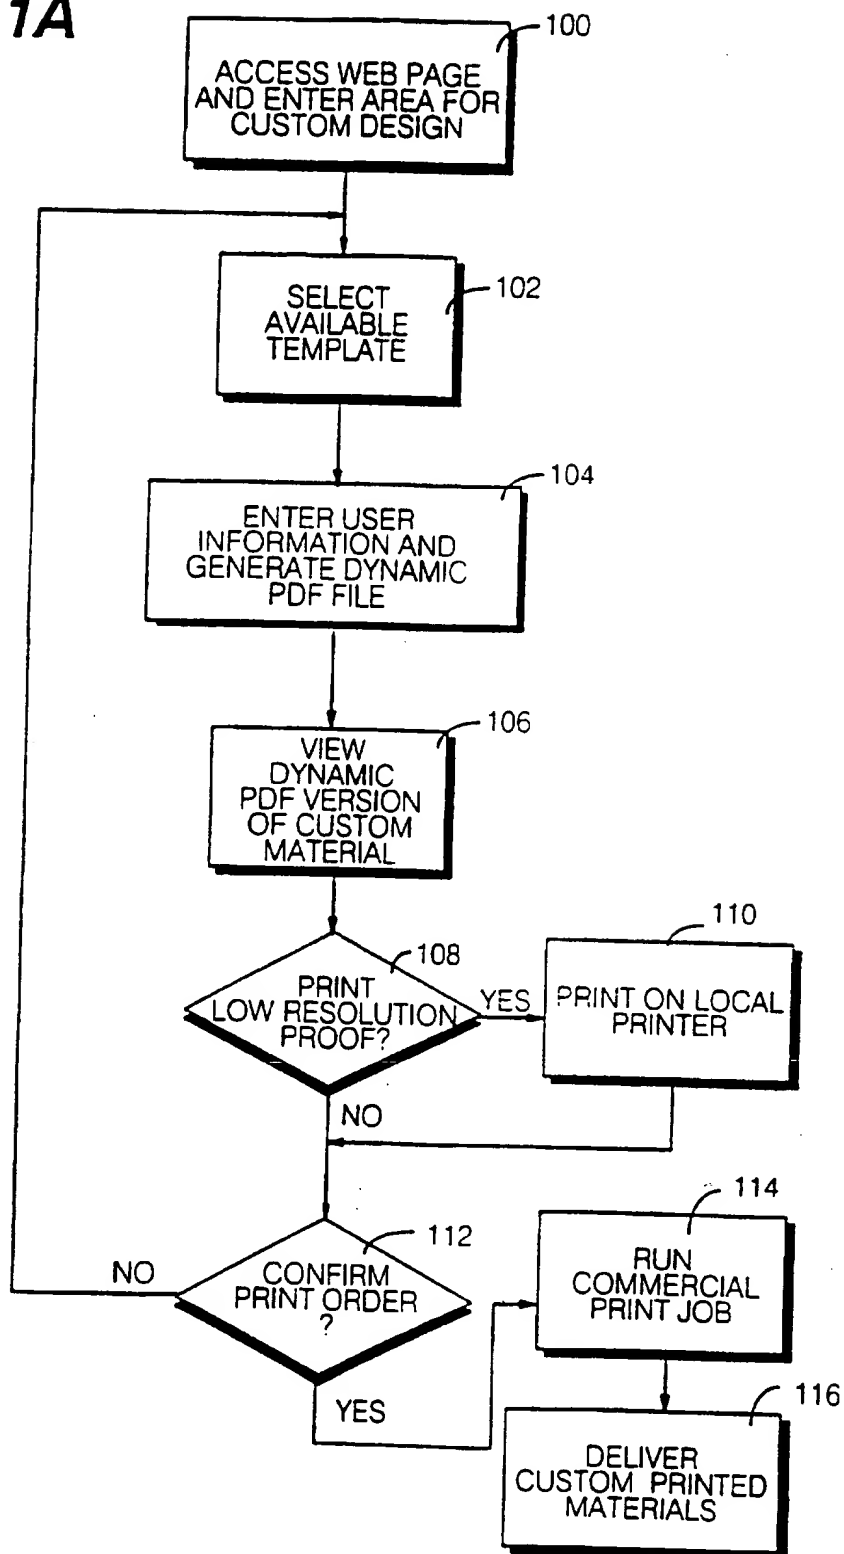 1A
100
ACCESS WEB PAGE
AND ENTER AREA FOR
CUSTOM DESIGN
102
SELECT
AVAILABLE
TEMPLATE
104
ENTER USER
INFORMATION AND
GENERATE DYNAMIC
PDF FILE
106
VIEW
DYNAMIC
PDF VERSION
OF CUSTOM
MATERIAL
108
PRINT
LOW RESOLUTION
PROOF?
YES
110
PRINT ON LOCAL
PRINTER
NO
112
CONFIRM
PRINT ORDER
?
NO
YES
114
RUN
COMMERCIAL
PRINT JOB
116
DELIVER
CUSTOM PRINTED
MATERIALS